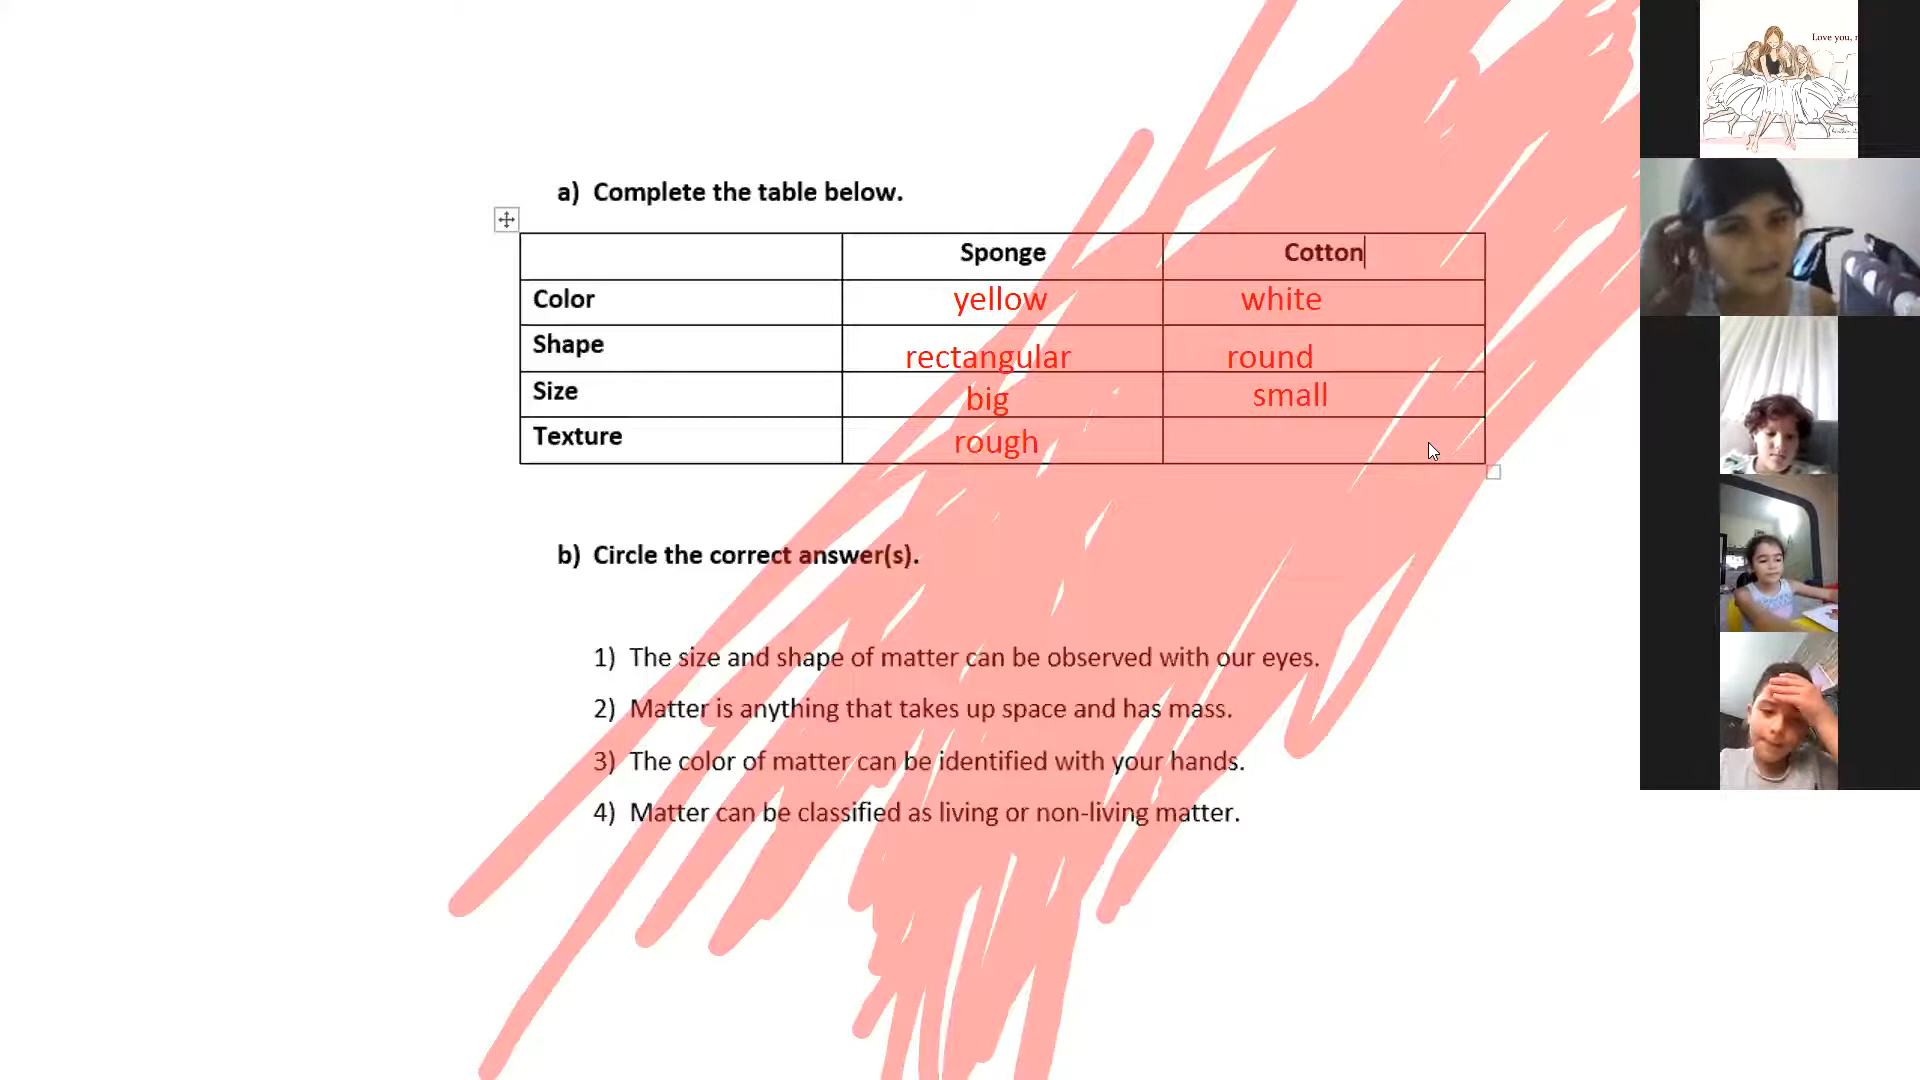 Love you,
a) Complete the table below.
Sponge Cotton
Color yellow white
Shape rectangular round
Size big small
Texture rough
b) Circle the correct answer(s).
1) The size and shape of matter can be observed with our eyes.
2) Matter is anything that takes up space and has mass.
3) The color of matter can be identified with your hands.
4) Matter can be classified as living or non-living matter.